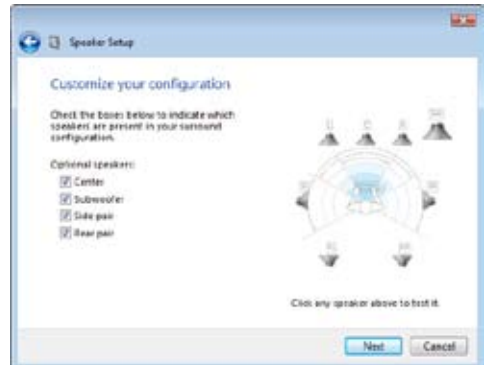 Speaker Setup
Customize your configuration
Check the boxes below to indicate which
speakers are present in your surround
configuration.
Optional speakers:
Center
Subwoofer
Side pair
Rear pair
Click any speaker above to test it.
Next
Cancel